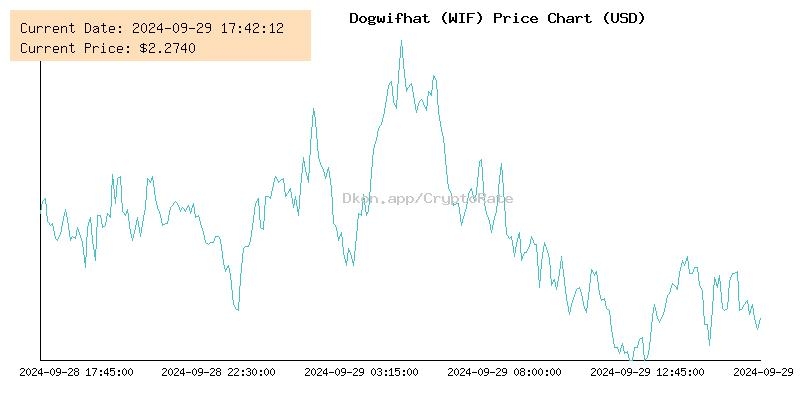 Dogwifhat (WIF) Price Chart (USD)
Current Date: 2024-09-29 17:42:12
Current Price: $2.2740
Dkon.app/CryptoRate
2024-09-28 17:45:00
2024-09-28 22:30:00
2024-09-29 03:15:00
2024-09-29 08:00:00
2024-09-29 12:45:00
2024-09-29